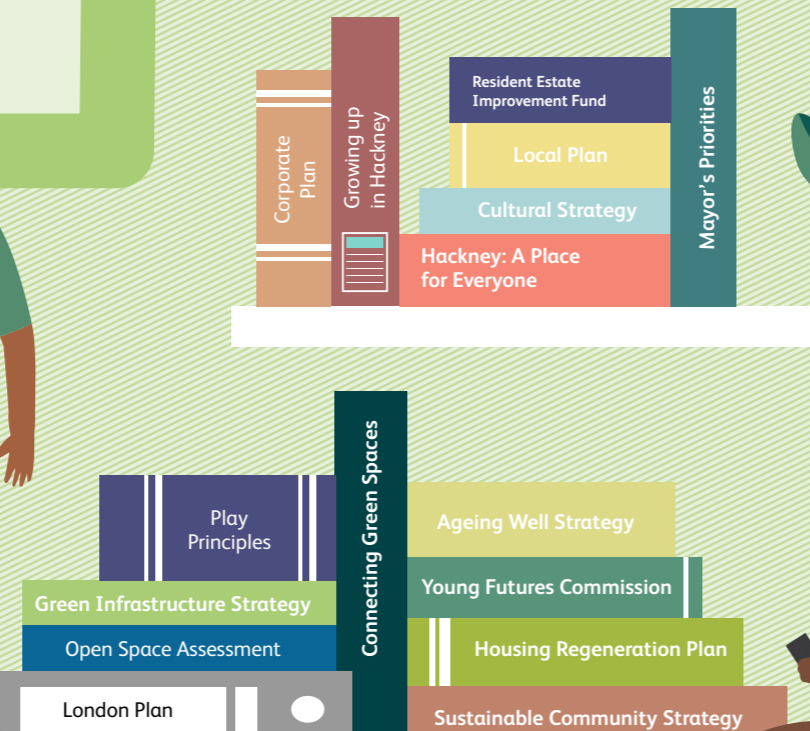 Corporate
Plan
Growing up
in Hackney
Resident Estate
Improvement Fund
Local Plan
Cultural Strategy
Hackney: A Place
for Everyone
Mayor's Priorities
Play
Principles
Green Infrastructure Strategy
Open Space Assessment
London Plan
Connecting Green Spaces
Ageing Well Strategy
Young Futures Commission
Housing Regeneration Plan
Sustainable Community Strategy